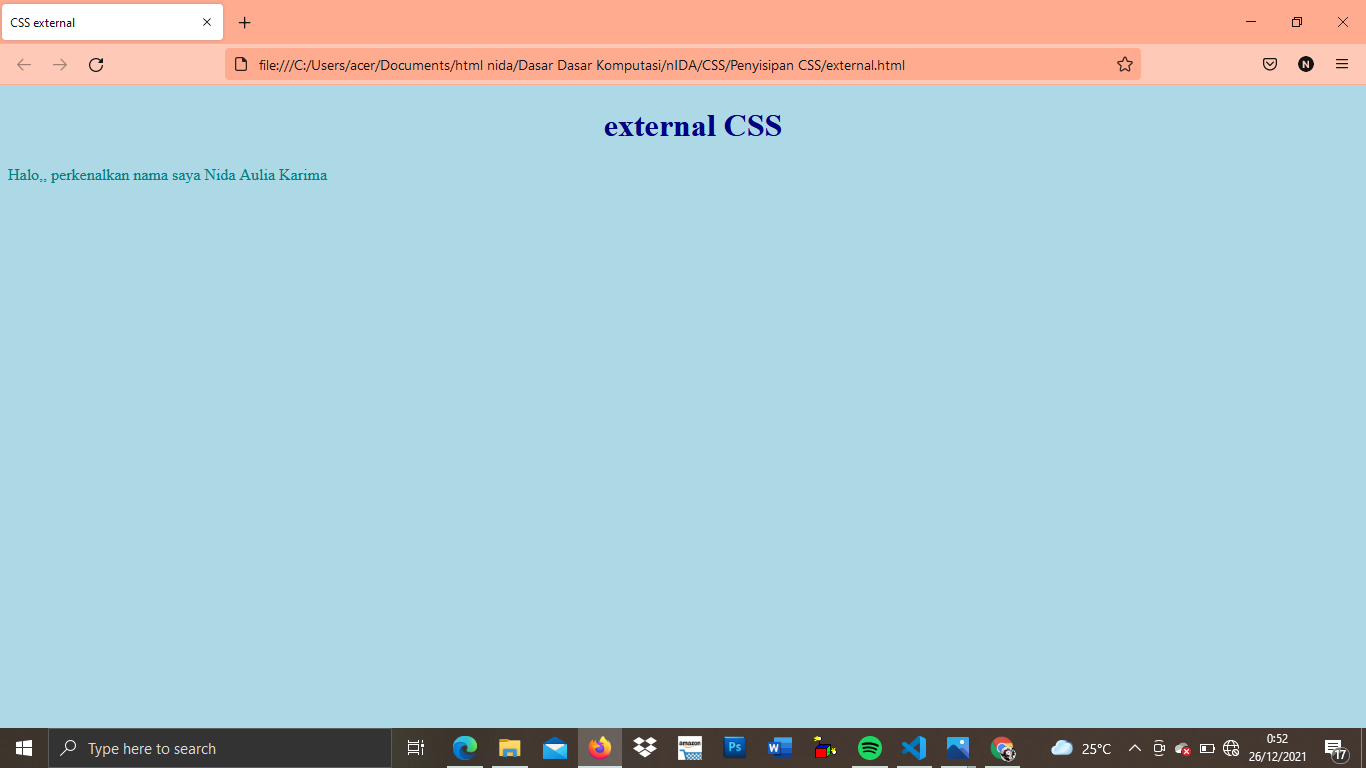 CSS external
file:///C:/Users/acer/Documents/html nida/Dasar Dasar Komputasi/nIDA/CSS/Penyisipan CSS/external.html
N
external CSS
Halo,, perkenalkan nama saya Nida Aulia Karima
Type here to search
amazon
Ps
W
25°C
0:52
26/12/2021
17